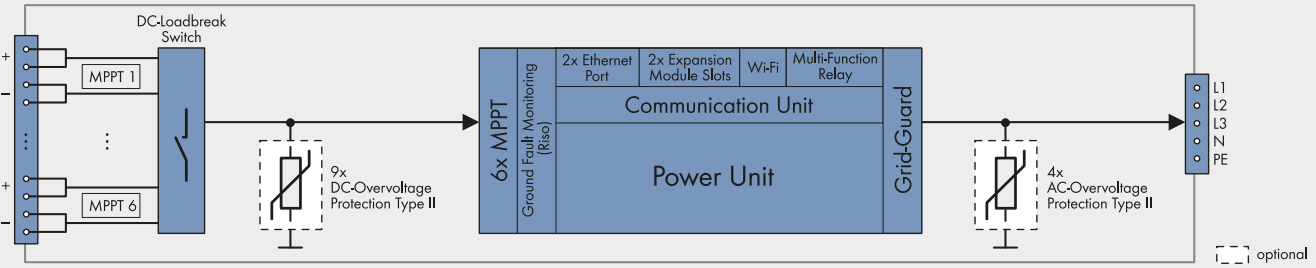 DC-Loadbreak
Switch
+
MPPT 1
–
⋮
⋮
+
MPPT 6
–
9x
DC-Overvoltage
Protection Type II
6x MPPT
Ground Fault Monitoring
(Riso)
2x Ethernet
Port
2x Expansion
Module Slots
Wi-Fi
Multi-Function
Relay
Communication Unit
Power Unit
Grid-Guard
4x
AC-Overvoltage
Protection Type II
L1
L2
L3
N
PE
optional